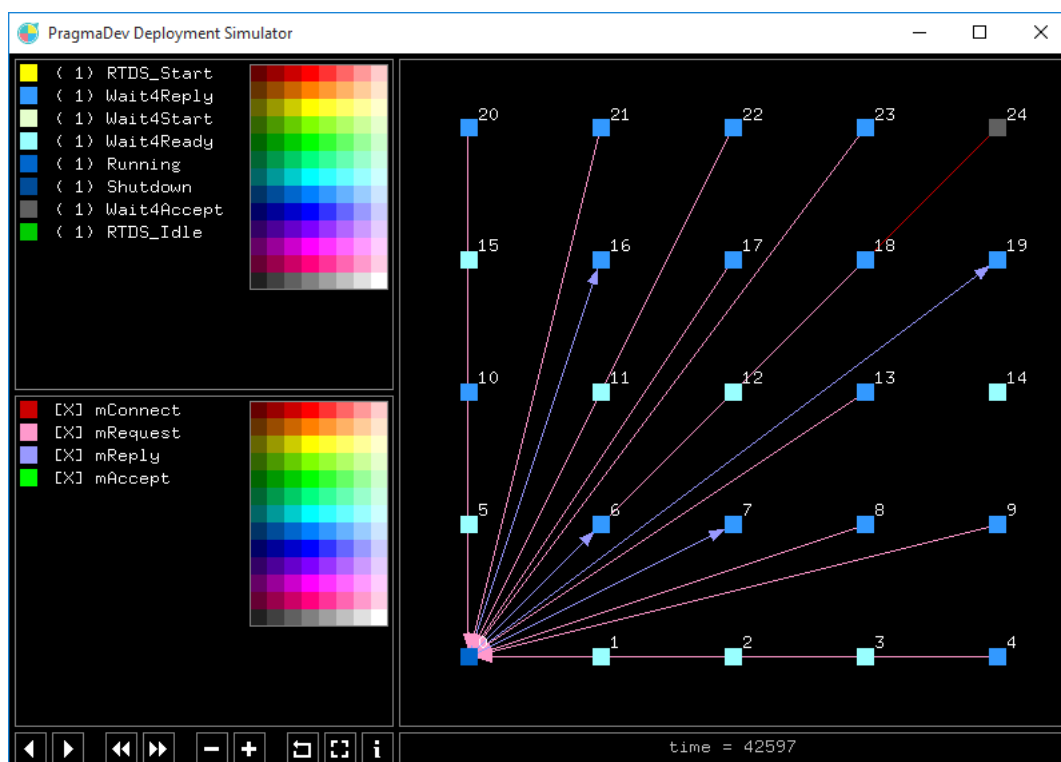 PragmaDev Deployment Simulator
( 1) RTDS_Start
( 1) Wait4Reply
( 1) Wait4Start
( 1) Wait4Ready
( 1) Running
( 1) Shutdown
( 1) Wait4Accept
( 1) RTDS_Idle
[X] mConnect
[X] mRequest
[X] mReply
[X] mAccept
20 21 22 23 24
15 16 17 18 19
10 11 12 13 14
5 6 7 8 9
0 1 2 3 4
i
time = 42597